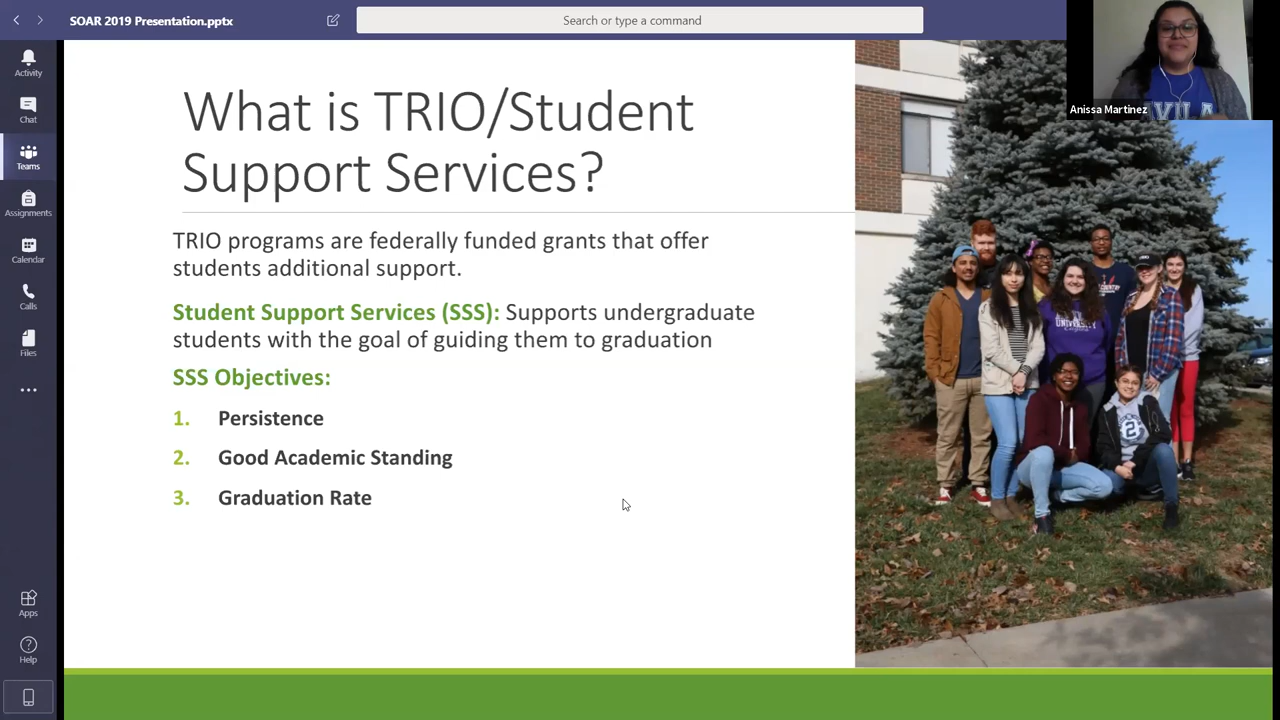 SOAR 2019 Presentation.pptx
Search or type a command
Activity
Chat
Teams
Assignments
Calendar
Calls
Files
Apps
Help
Anissa Martinez
What is TRIO/Student
Support Services?
TRIO programs are federally funded grants that offer
students additional support.
Student Support Services (SSS): Supports undergraduate
students with the goal of guiding them to graduation
SSS Objectives:
1. Persistence
2. Good Academic Standing
3. Graduation Rate
UNIVERSITY
2